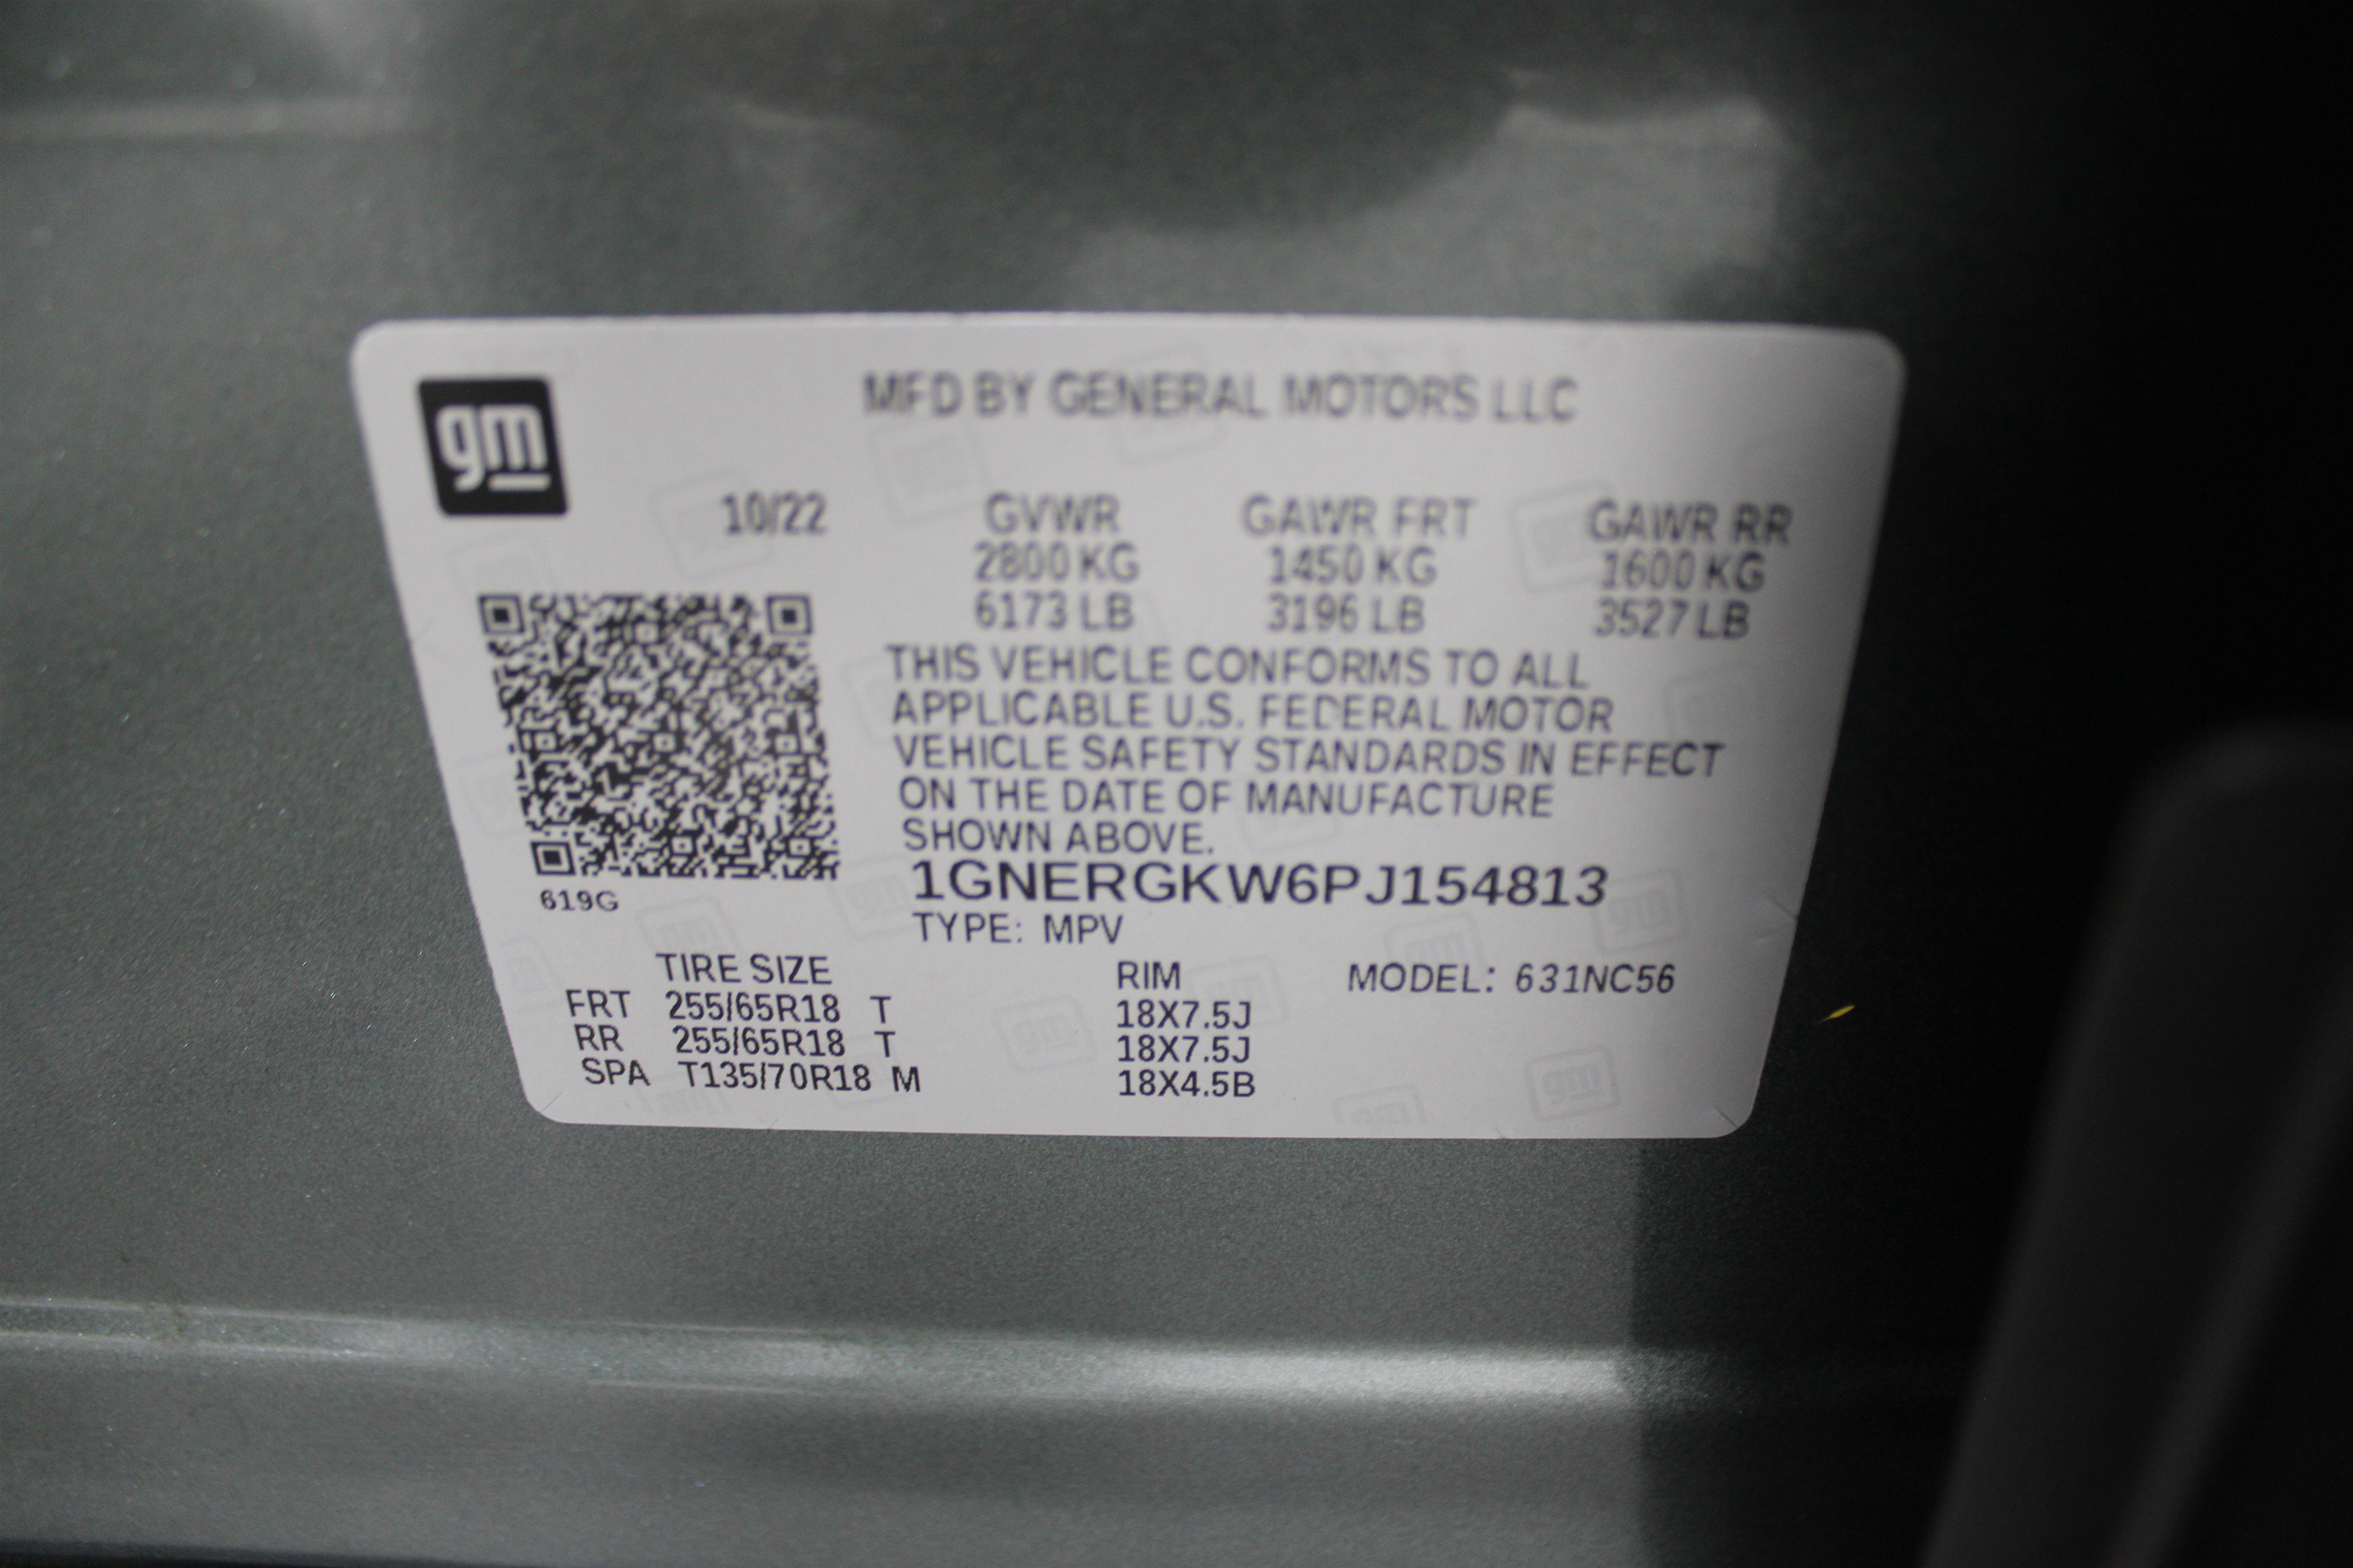 gm
MFD BY GENERAL MOTORS LLC
10/22 GVWR GAWR FRT GAWR RR
2800 KG 1450 KG 1600 KG
6173 LB 3196 LB 3527 LB
THIS VEHICLE CONFORMS TO ALL
APPLICABLE U.S. FEDERAL MOTOR
VEHICLE SAFETY STANDARDS IN EFFECT
ON THE DATE OF MANUFACTURE
SHOWN ABOVE.
1GNERGKW6PJ154813
619G
TYPE: MPV
TIRE SIZE RIM MODEL: 631NC56
FRT 255/65R18 T 18X7.5J
RR 255/65R18 T 18X7.5J
SPA T135/70R18 M 18X4.5B